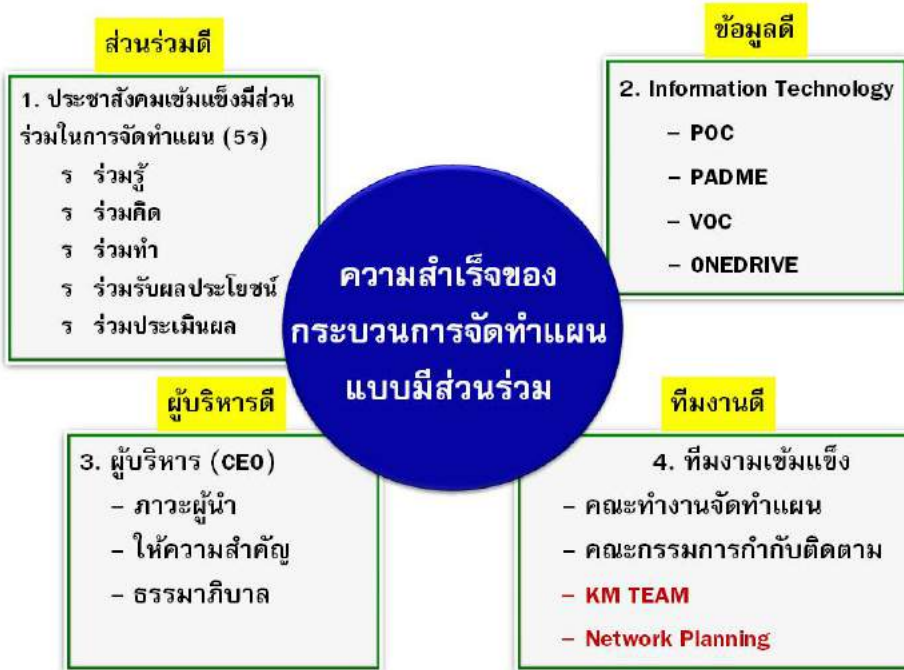 ส่วนร่วมดี
1. ประชาสังคมเข้มแข็งมีส่วน
ร่วมในการจัดทำแผน (5ร)
ร ร่วมรู้
ร ร่วมคิด
ร ร่วมทำ
ร ร่วมรับผลประโยชน์
ร ร่วมประเมินผล
ข้อมูลดี
2. Information Technology
– POC
– PADME
– VOC
– ONEDRIVE
ความสำเร็จของ
กระบวนการจัดทำแผน
แบบมีส่วนร่วม
ผู้บริหารดี
3. ผู้บริหาร (CEO)
– ภาวะผู้นำ
– ให้ความสำคัญ
– ธรรมาภิบาล
ทีมงานดี
4. ทีมงามเข้มแข็ง
– คณะทำงานจัดทำแผน
– คณะกรรมการกำกับติดตาม
– KM TEAM
– Network Planning